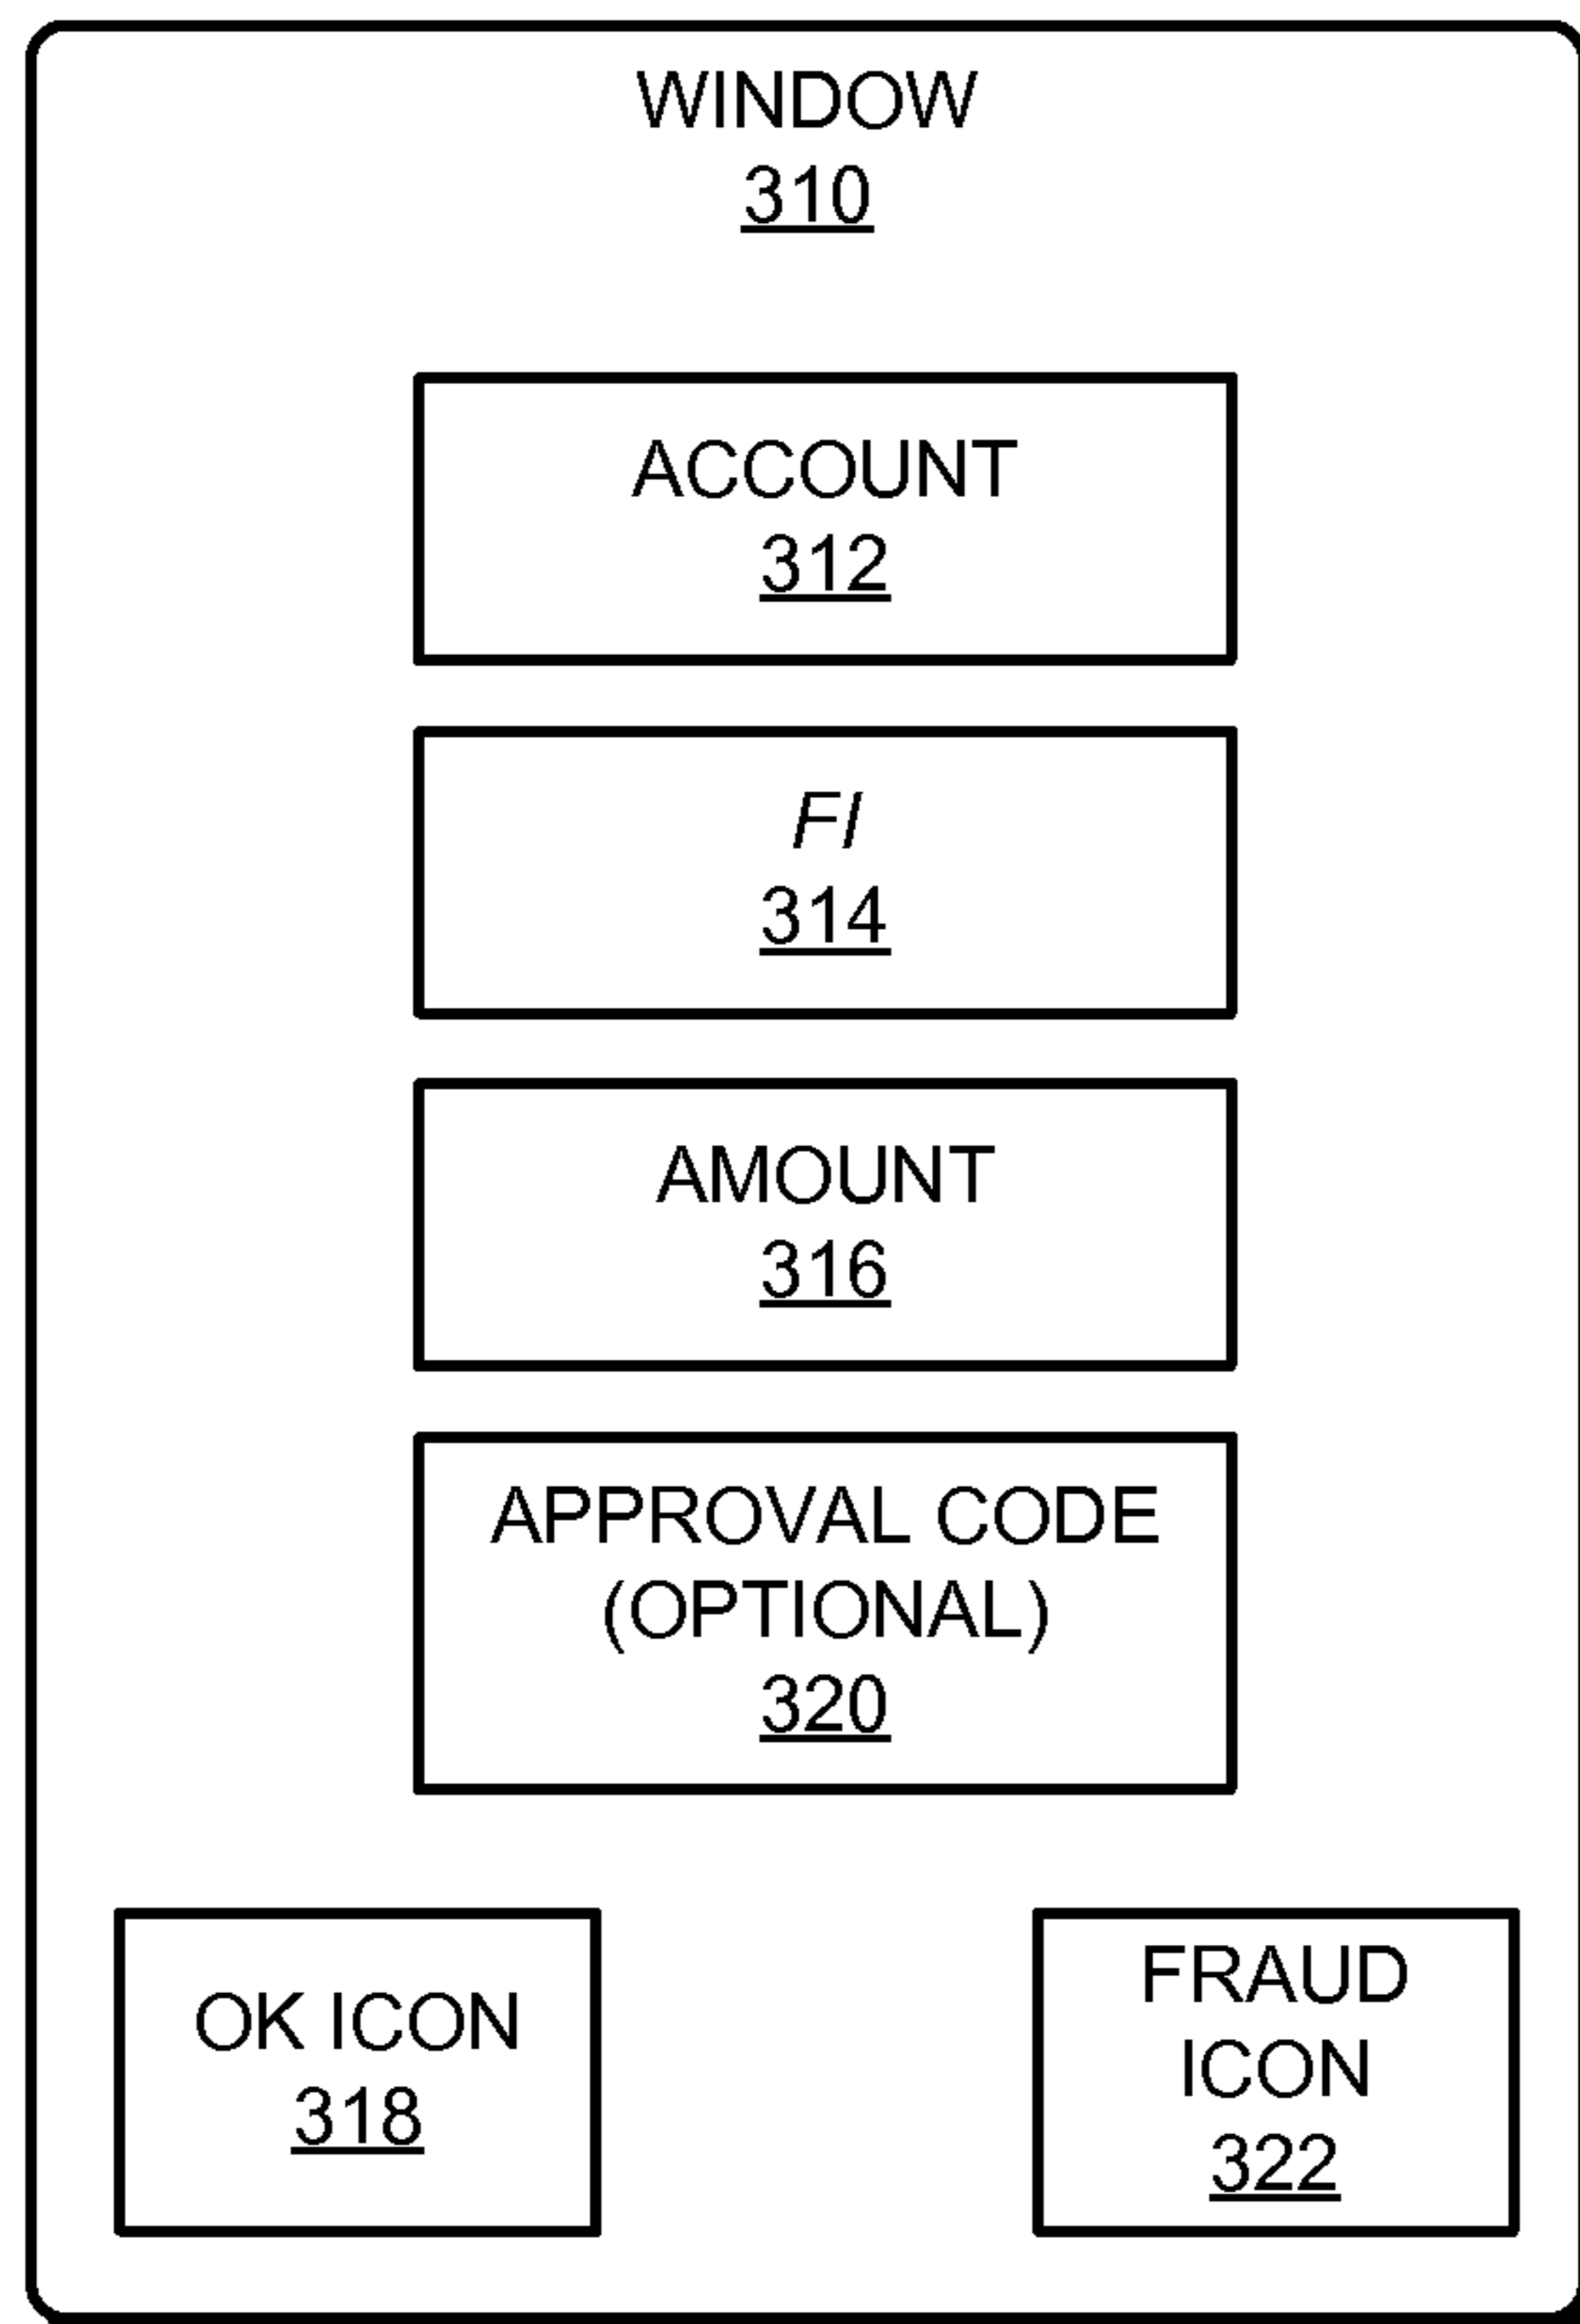 WINDOW
310
ACCOUNT
312
FI
314
AMOUNT
316
APPROVAL CODE
(OPTIONAL)
320
OK ICON
318
FRAUD
ICON
322